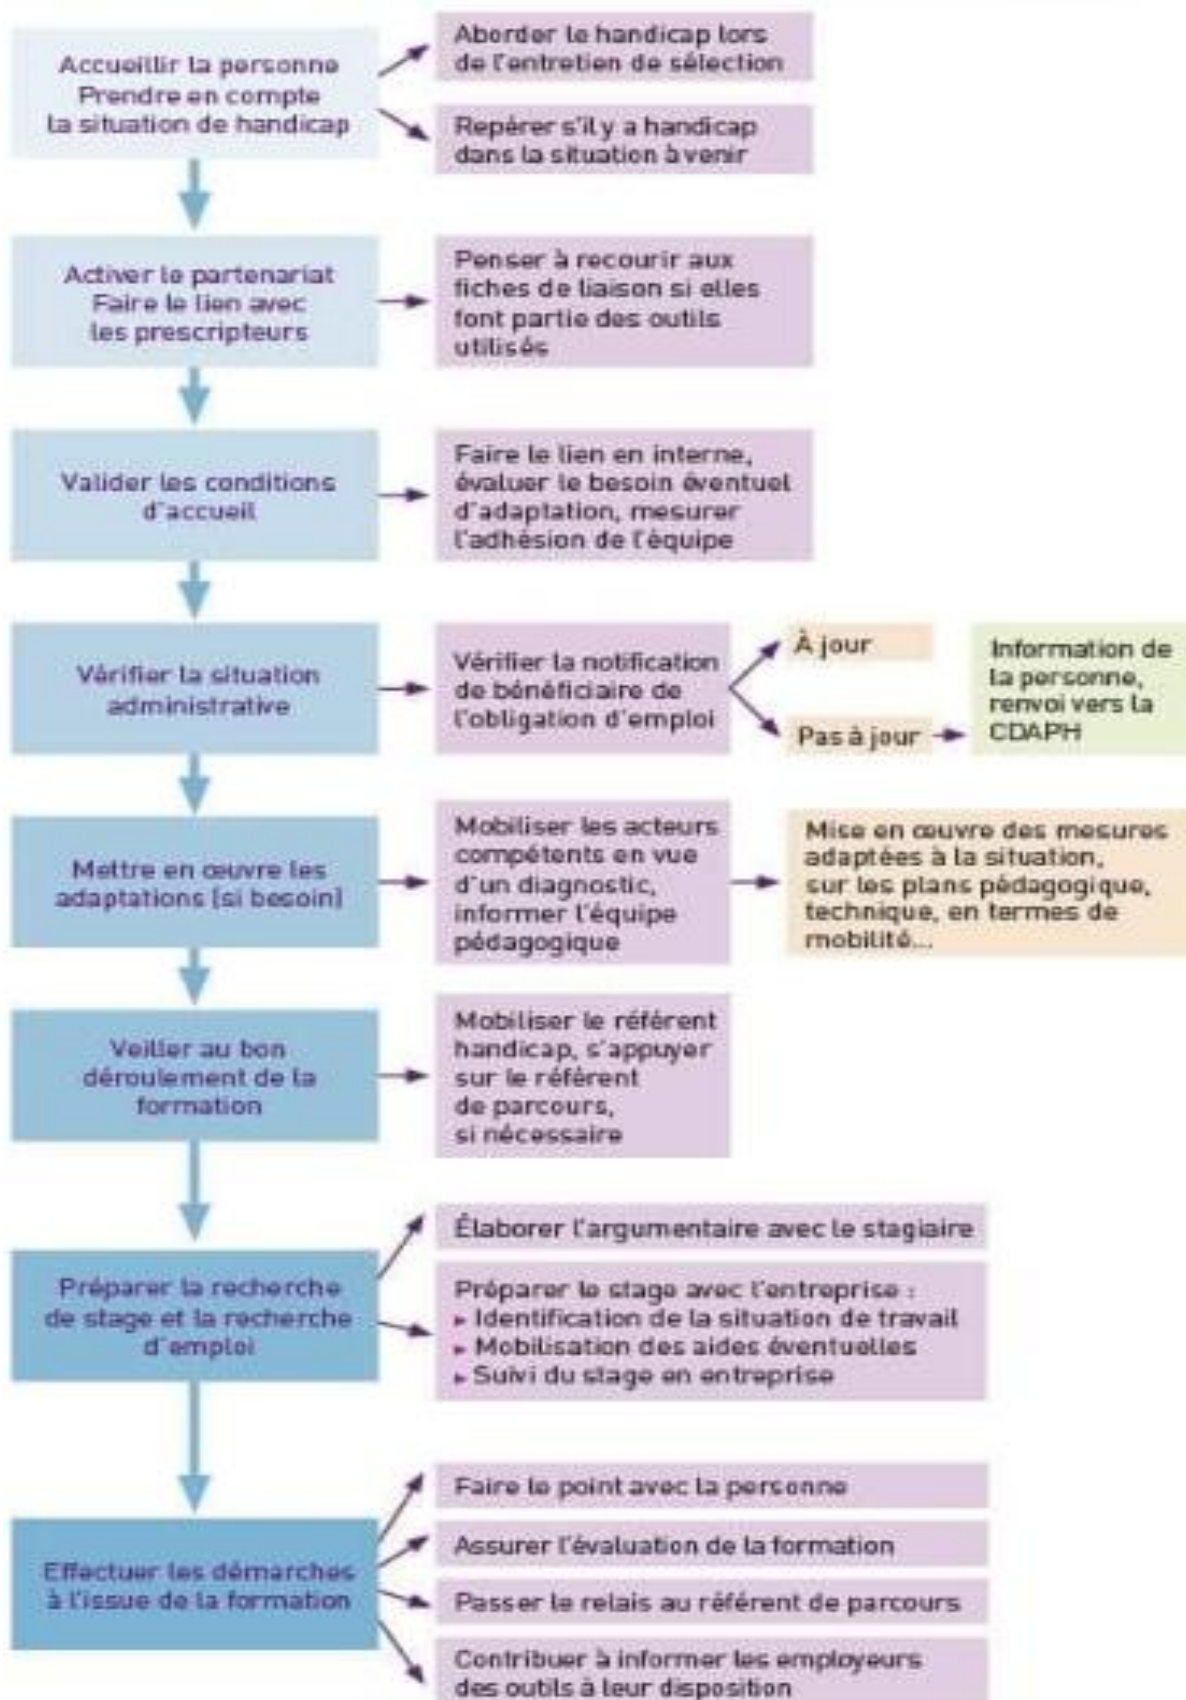 Accueillir la personne
Prendre en compte
la situation de handicap
Aborder le handicap lors
de l'entretien de sélection
Repérer s'il y a handicap
dans la situation à venir
Activer le partenariat
Faire le lien avec
les prescripteurs
Penser à recourir aux
fiches de liaison si elles
font partie des outils
utilisés
Valider les conditions
d'accueil
Faire le lien en interne,
évaluer le besoin éventuel
d'adaptation, mesurer
l'adhésion de l'équipe
Vérifier la situation
administrative
Vérifier la notification
de bénéficiaire de
l'obligation d'emploi
À jour
Pas à jour
Information de
la personne,
renvoi vers la
CDAPH
Mettre en œuvre les
adaptations (si besoin)
Mobiliser les acteurs
compétents en vue
d'un diagnostic,
informer l'équipe
pédagogique
Mise en œuvre des mesures
adaptées à la situation,
sur les plans pédagogique,
technique, en termes de
mobilité...
Veiller au bon
déroulement de la
formation
Mobiliser le référent
handicap, s'appuyer
sur le référent
de parcours,
si nécessaire
Préparer la recherche
de stage et la recherche
d'emploi
Élaborer l'argumentaire avec le stagiaire
Préparer le stage avec l'entreprise :
▸ Identification de la situation de travail
▸ Mobilisation des aides éventuelles
▸ Suivi du stage en entreprise
Effectuer les démarches
à l'issue de la formation
Faire le point avec la personne
Assurer l'évaluation de la formation
Passer le relais au référent de parcours
Contribuer à informer les employeurs
des outils à leur disposition